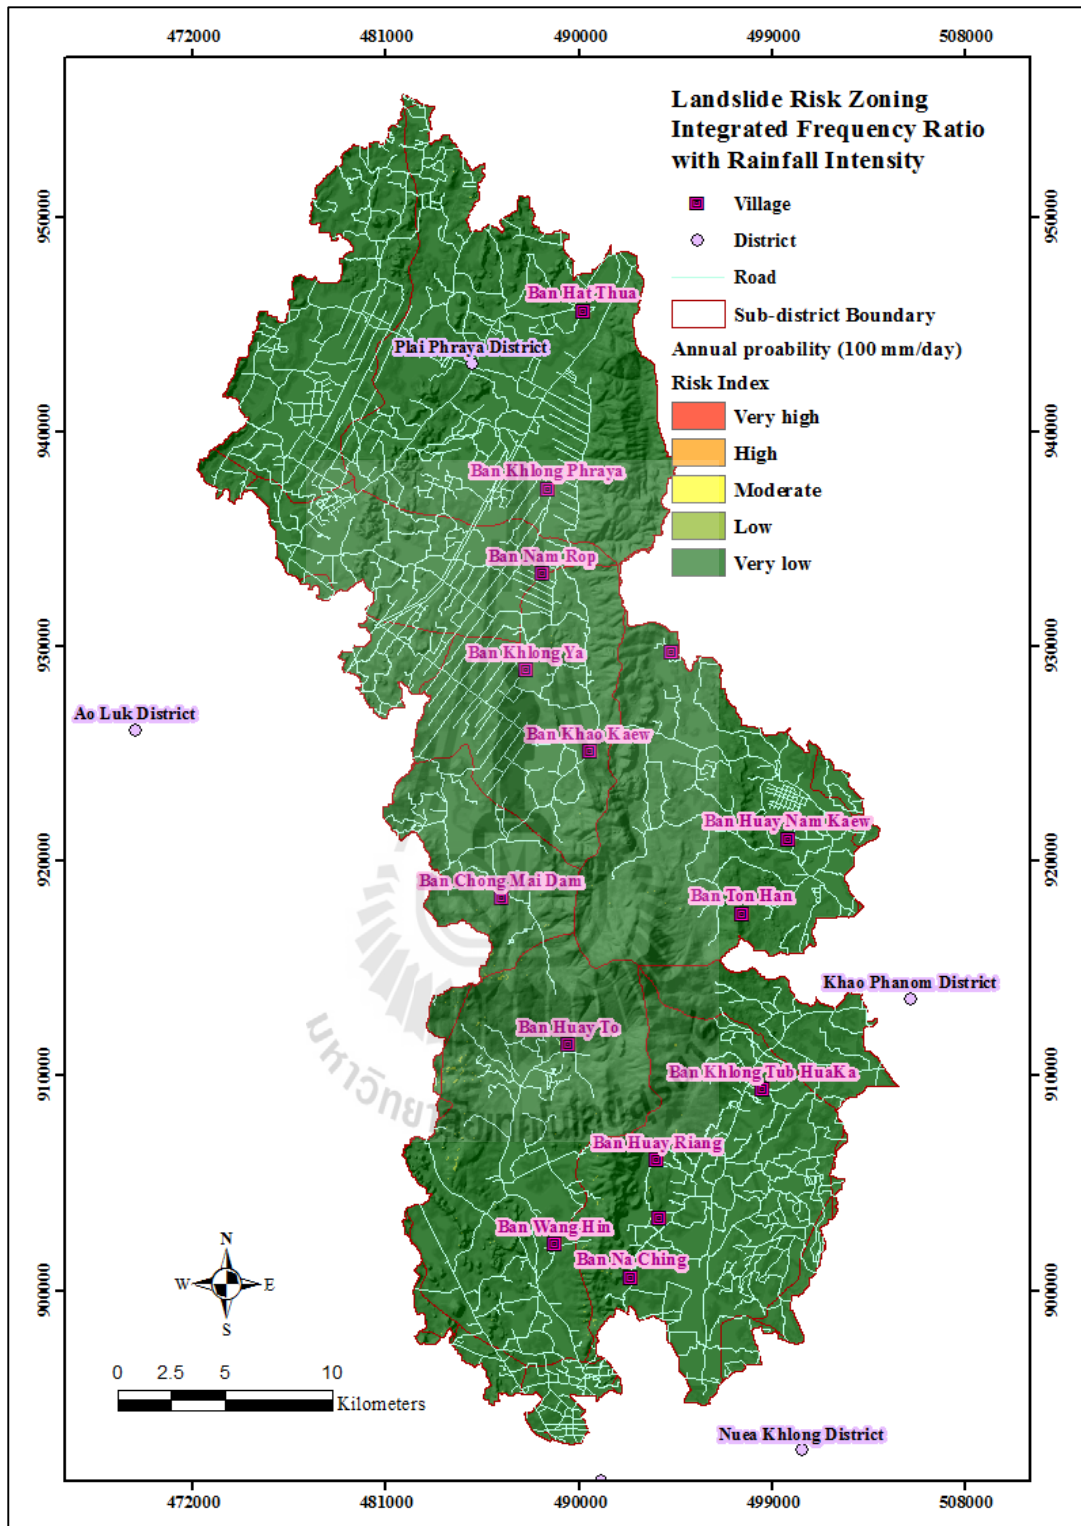 472000 481000 490000 499000 508000
Landslide Risk Zoning
Integrated Frequency Ratio
with Rainfall Intensity
Village
District
Road
Sub-district Boundary
Annual proability (100 mm/day)
Risk Index
Very high
High
Moderate
Low
Very low
950000
950000
940000
940000
930000
930000
920000
920000
910000
910000
900000
900000
Ban Hat Thua
Plai Phraya District
Ban Khlong Phraya
Ban Nam Rop
Ban Khlong Ya
Ao Luk District
Ban Khao Kaew
Ban Huay Nam Kaew
Ban Chong Mai Dam
Ban Ton Han
Khao Phanom District
Ban Huay To
Ban Khlong Tub HuaKa
Ban Huay Riang
Ban Wang Hin
Ban Na Ching
N
W E
S
0 2.5 5 10
Kilometers
Nuea Khlong District
472000 481000 490000 499000 508000